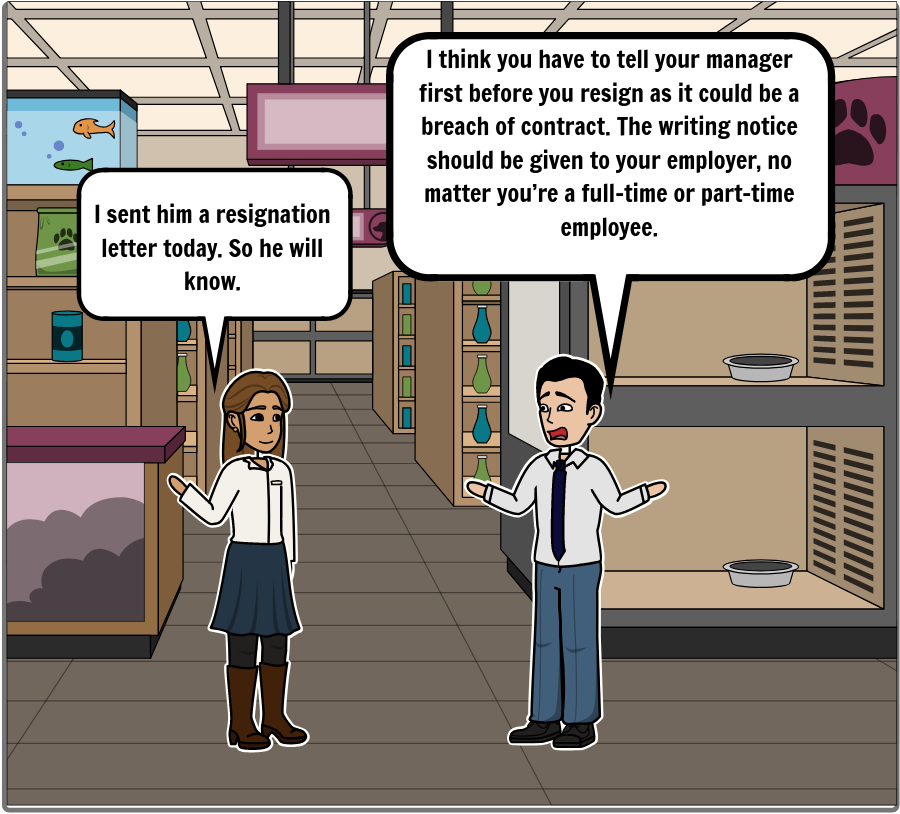 I sent him a resignation
letter today. So he will
know.
I think you have to tell your manager
first before you resign as it could be a
breach of contract. The writing notice
should be given to your employer, no
matter you’re a full-time or part-time
employee.